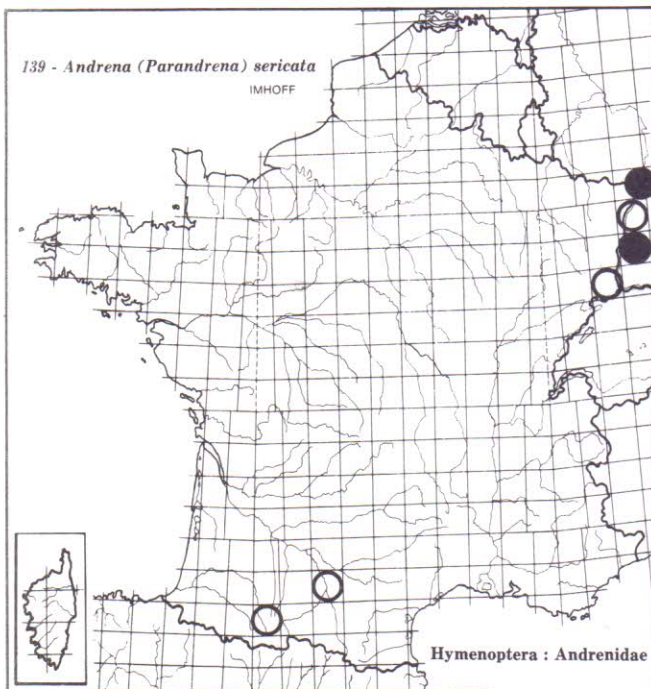 139 - Andrena (Parandrena) sericata
IMHOFF
Hymenoptera : Andrenidae